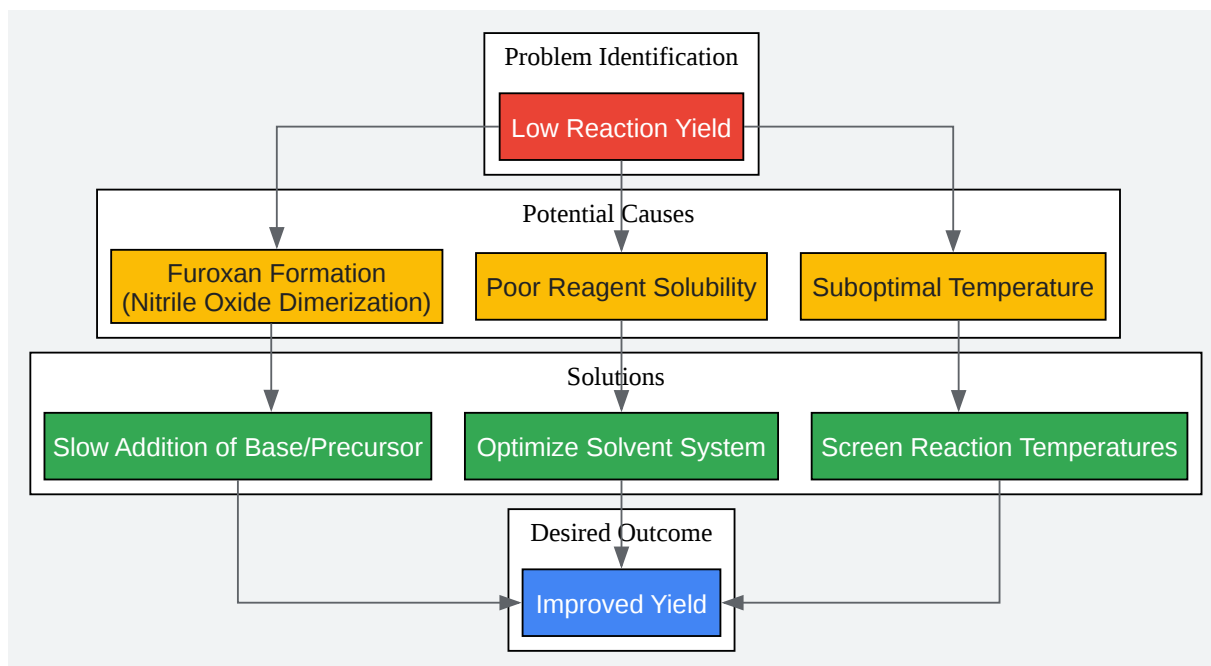 Problem Identification
Low Reaction Yield
Potential Causes
Furoxan Formation
(Nitrile Oxide Dimerization)
Poor Reagent Solubility
Suboptimal Temperature
Solutions
Slow Addition of Base/Precursor
Optimize Solvent System
Screen Reaction Temperatures
Desired Outcome
Improved Yield